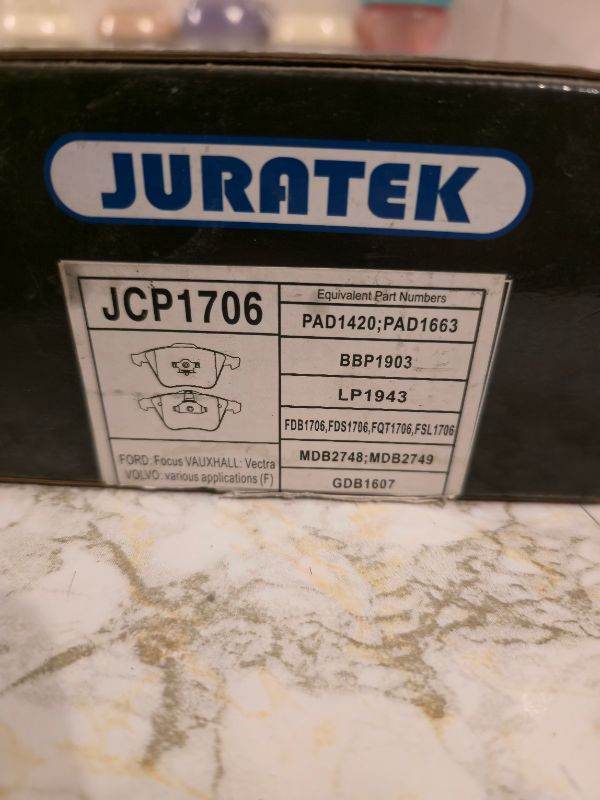 JURATEK
JCP1706
Equivalent Part Numbers
PAD1420;PAD1663
BBP1903
LP1943
FDB1706,FDS1706,FQT1706,FSL1706
MDB2748;MDB2749
GDB1607
FORD: Focus VAUXHALL: Vectra
VOLVO: various applications (F)